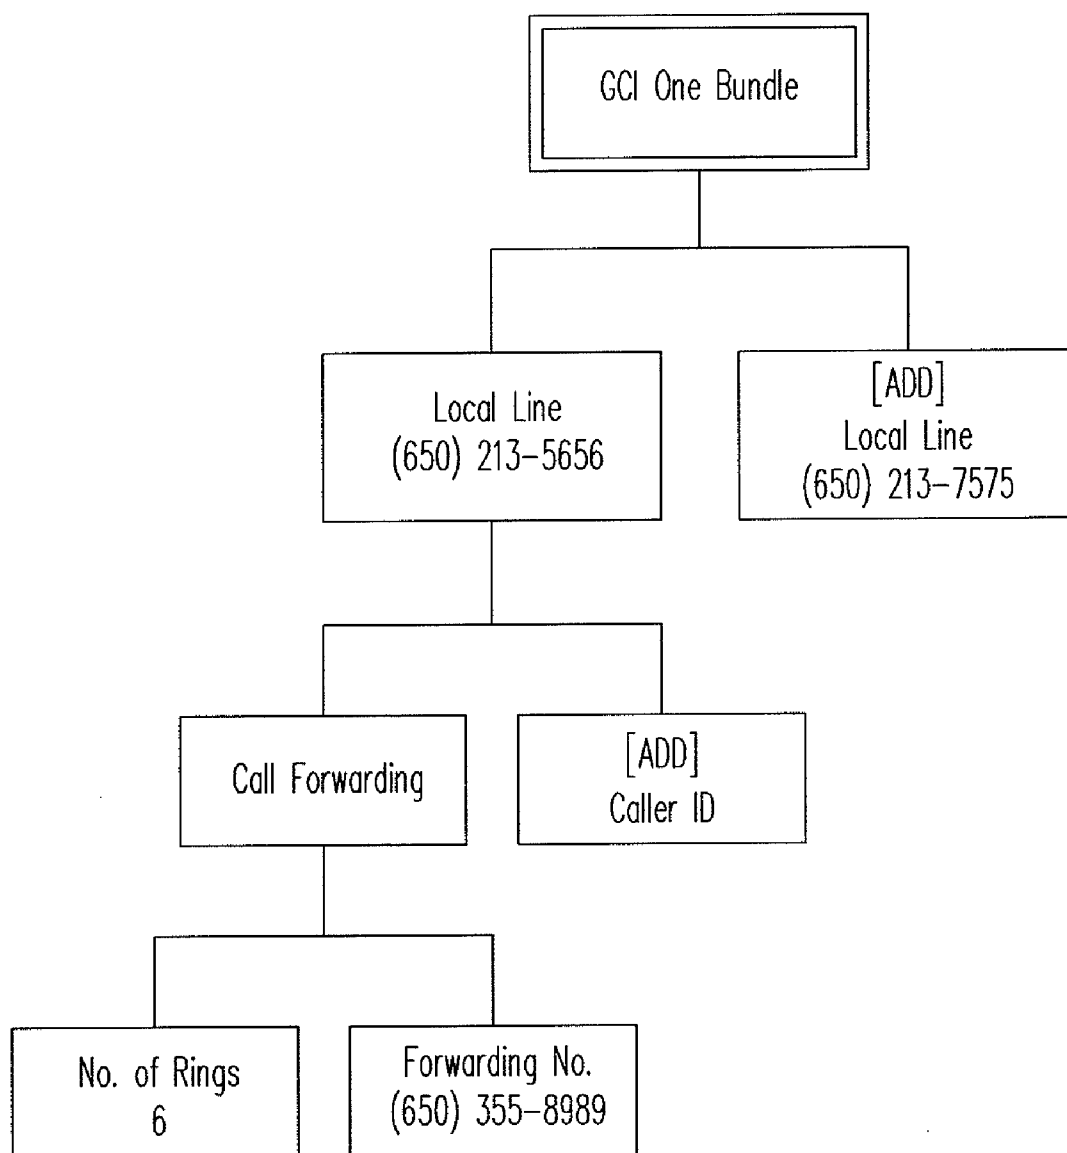 GCI One Bundle
Local Line
(650) 213-5656
[ADD]
Local Line
(650) 213-7575
Call Forwarding
[ADD]
Caller ID
No. of Rings
6
Forwarding No.
(650) 355-8989